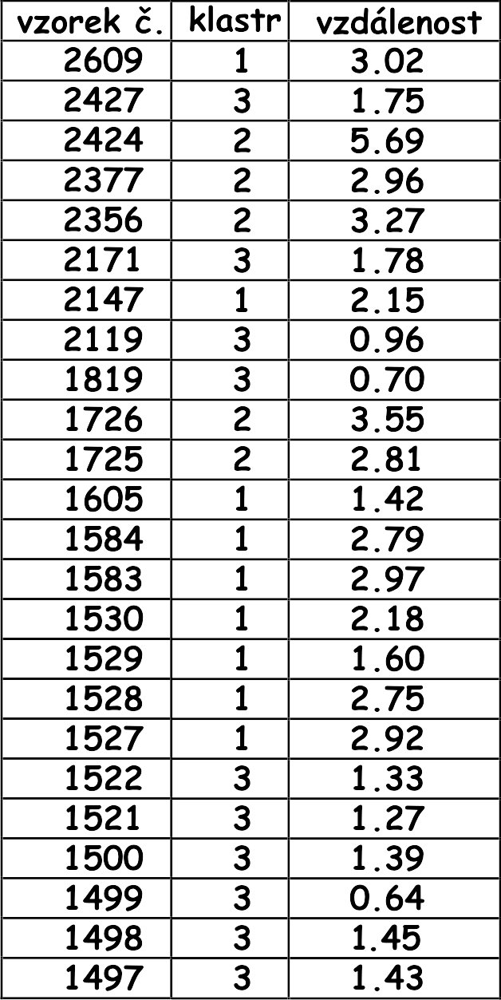 vzorek č. klastr vzdálenost
2609 1 3.02
2427 3 1.75
2424 2 5.69
2377 2 2.96
2356 2 3.27
2171 3 1.78
2147 1 2.15
2119 3 0.96
1819 3 0.70
1726 2 3.55
1725 2 2.81
1605 1 1.42
1584 1 2.79
1583 1 2.97
1530 1 2.18
1529 1 1.60
1528 1 2.75
1527 1 2.92
1522 3 1.33
1521 3 1.27
1500 3 1.39
1499 3 0.64
1498 3 1.45
1497 3 1.43